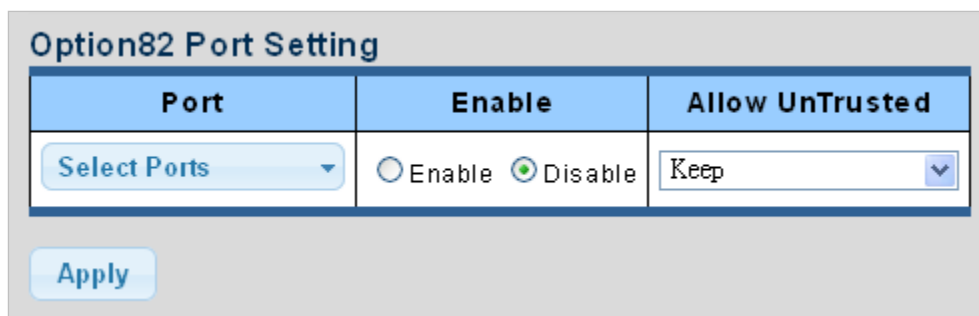 Option82 Port Setting
Port Enable Allow UnTrusted
Select Ports Enable Disable Keep
Apply